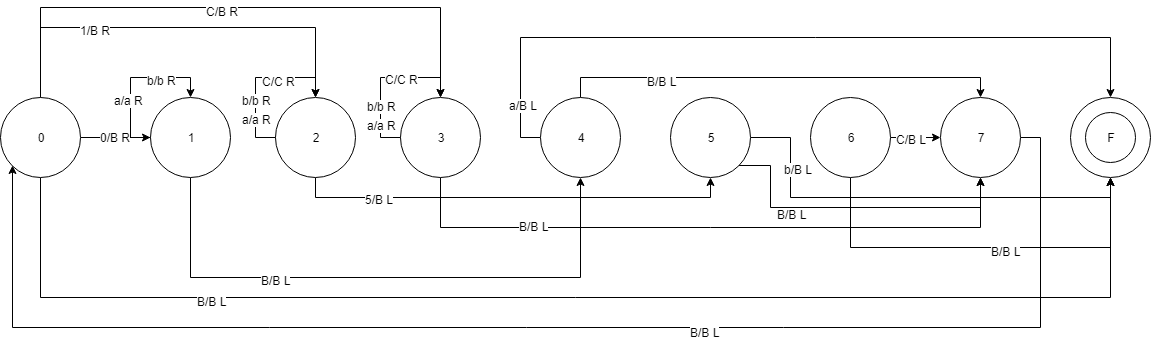 C/B R
1/B R
b/b R
C/C R
C/C R
B/B L
a/a R
b/b R
b/b R
a/B L
a/a R
a/a R
0
0/B R
1
2
3
4
5
6
C/B L
7
F
b/B L
5/B L
B/B L
B/B L
B/B L
B/B L
B/B L
B/B L